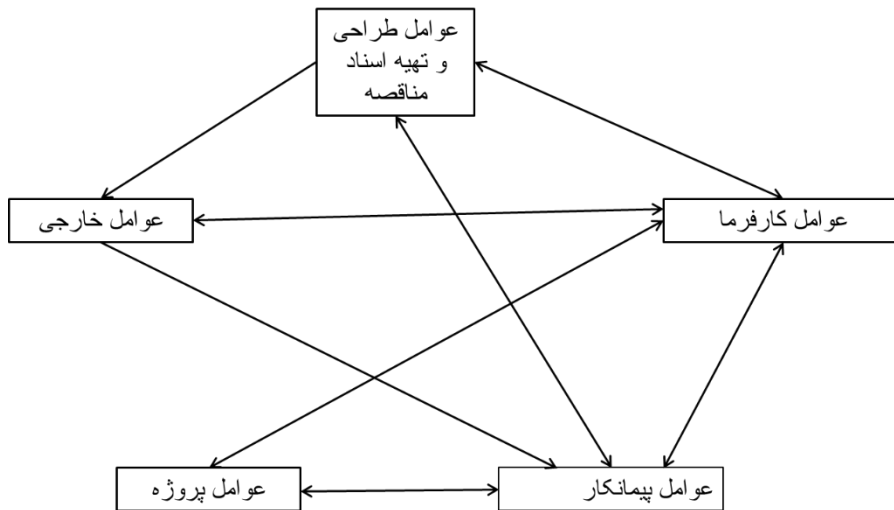 عوامل طراحی
و تهیه اسناد
مناقصه
عوامل کارفرما
عوامل خارجی
عوامل پیمانکار
عوامل پروژه